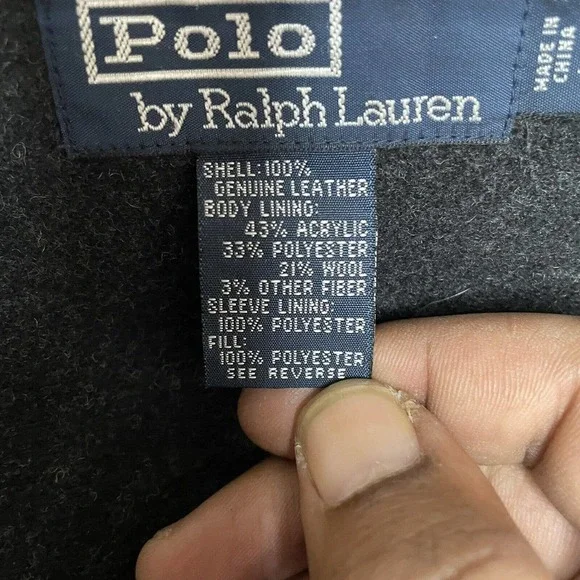 Polo
by Ralph Lauren
MADE IN
CHINA
SHELL:100%
GENUINE LEATHER
BODY LINING:
43% ACRYLIC
33% POLYESTER
21% WOOL
3% OTHER FIBER
SLEEVE LINING:
100% POLYESTER
FILL:
100% POLYESTER
SEE REVERSE